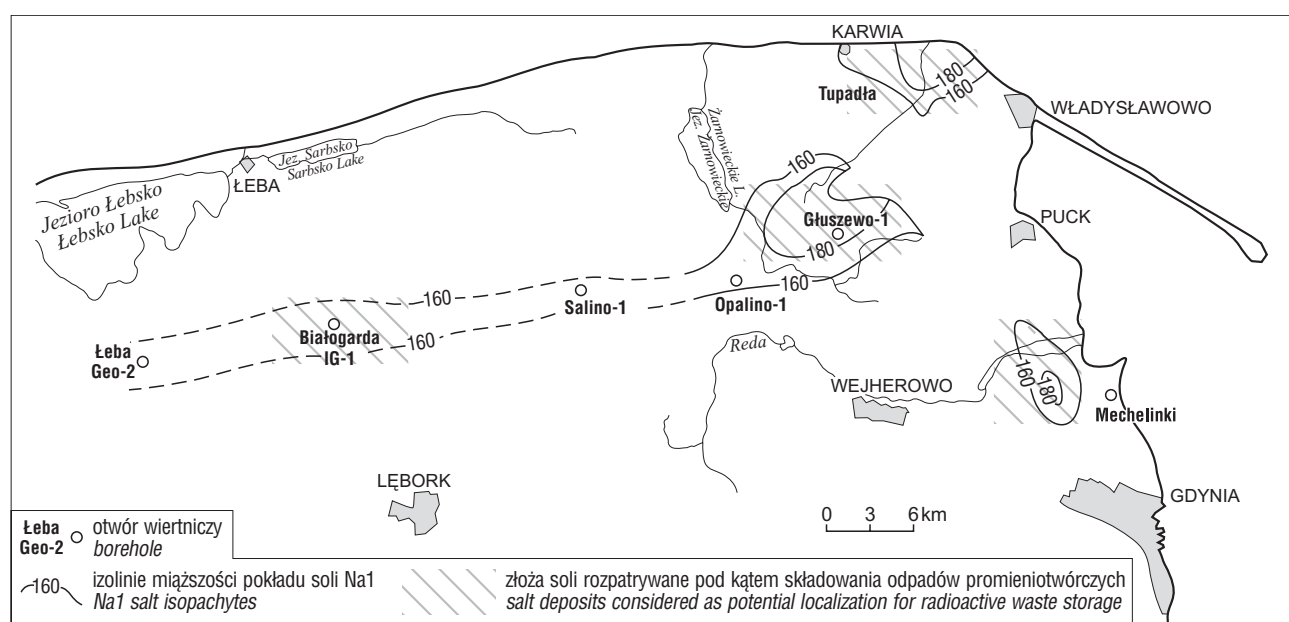 KARWIA
Tupadła
180
160
WŁADYSŁAWOWO
Jez. Sarbsko
Sarbsko Lake
ŁEBA
Jezioro Łebsko
Łebsko Lake
Jez. Żarnowieckie
Żarnowieckie L.
160
Głuszewo-1
180
PUCK
160
160
Salino-1
Opalino-1
Białogarda
IG-1
160
Łeba
Geo-2
Reda
WEJHEROWO
160
180
Mechelinki
LĘBORK
GDYNIA
0 3 6 km
Łeba
Geo-2
otwór wiertniczy
borehole
160
izolinie miąższości pokładu soli Na1
Na1 salt isopachytes
złoża soli rozpatrywane pod kątem składowania odpadów promieniotwórczych
salt deposits considered as potential localization for radioactive waste storage